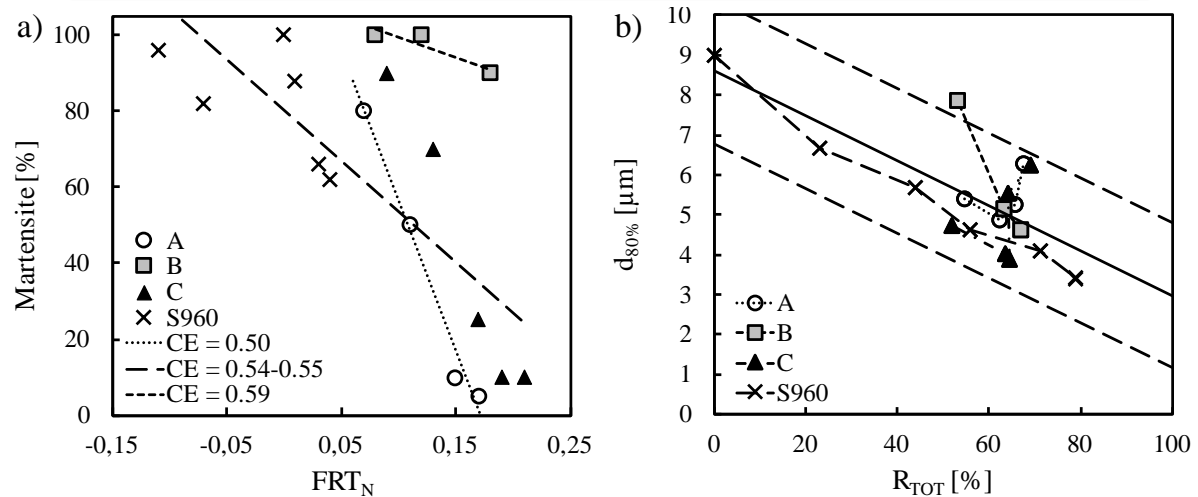 a)
Martensite [%]
100
80
60
40
20
0
A
B
C
S960
CE = 0.50
CE = 0.54-0.55
CE = 0.59
-0,15
-0,05
0,05
0,15
0,25
FRT_N
b)
d_80% [μm]
10
9
8
7
6
5
4
3
2
1
0
A
B
C
S960
0
20
40
60
80
100
R_TOT [%]